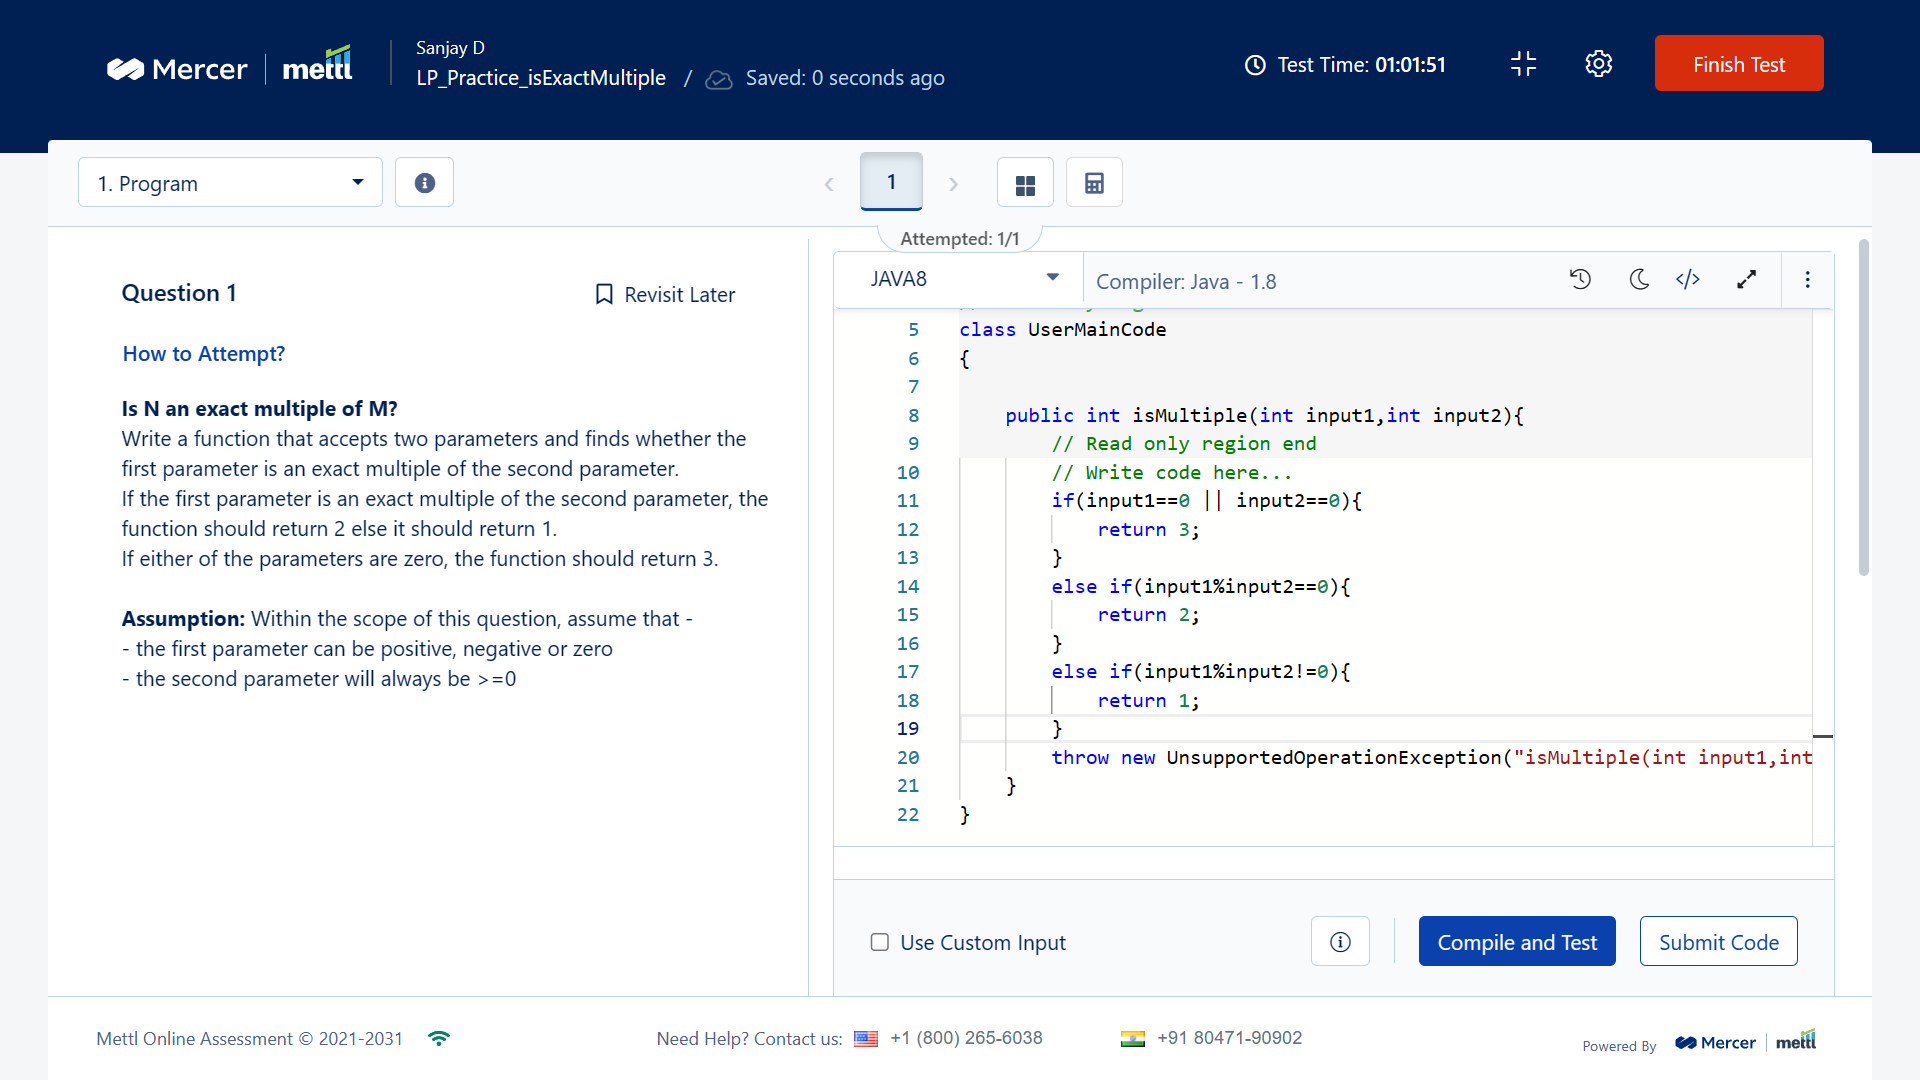 Mercer | mettl
Sanjay D
LP_Practice_isExactMultiple / Saved: 0 seconds ago
Test Time: 01:01:51
Finish Test
1. Program
1
Attempted: 1/1
Question 1
Revisit Later
How to Attempt?
Is N an exact multiple of M?
Write a function that accepts two parameters and finds whether the
first parameter is an exact multiple of the second parameter.
If the first parameter is an exact multiple of the second parameter, the
function should return 2 else it should return 1.
If either of the parameters are zero, the function should return 3.
Assumption: Within the scope of this question, assume that -
- the first parameter can be positive, negative or zero
- the second parameter will always be >=0
JAVA8
Compiler: Java - 1.8
5 class UserMainCode
6 {
7
8 public int isMultiple(int input1,int input2){
9 // Read only region end
10 // Write code here...
11 if(input1==0 || input2==0){
12 return 3;
13 }
14 else if(input1%input2==0){
15 return 2;
16 }
17 else if(input1%input2!=0){
18 return 1;
19 }
20 throw new UnsupportedOperationException("isMultiple(int input1,int
21 }
22 }
Use Custom Input
Compile and Test
Submit Code
Mettl Online Assessment © 2021-2031
Need Help? Contact us: +1 (800) 265-6038
+91 80471-90902
Powered By Mercer | mettl